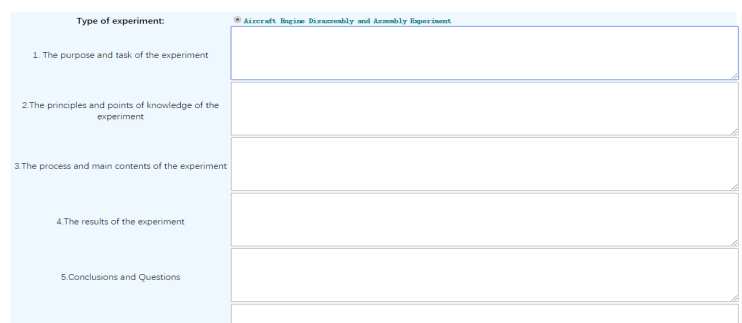 Type of experiment: Aircraft Engine Disassembly and Assembly Experiment
1. The purpose and task of the experiment
2.The principles and points of knowledge of the
experiment
3.The process and main contents of the experiment
4.The results of the experiment
5.Conclusions and Questions